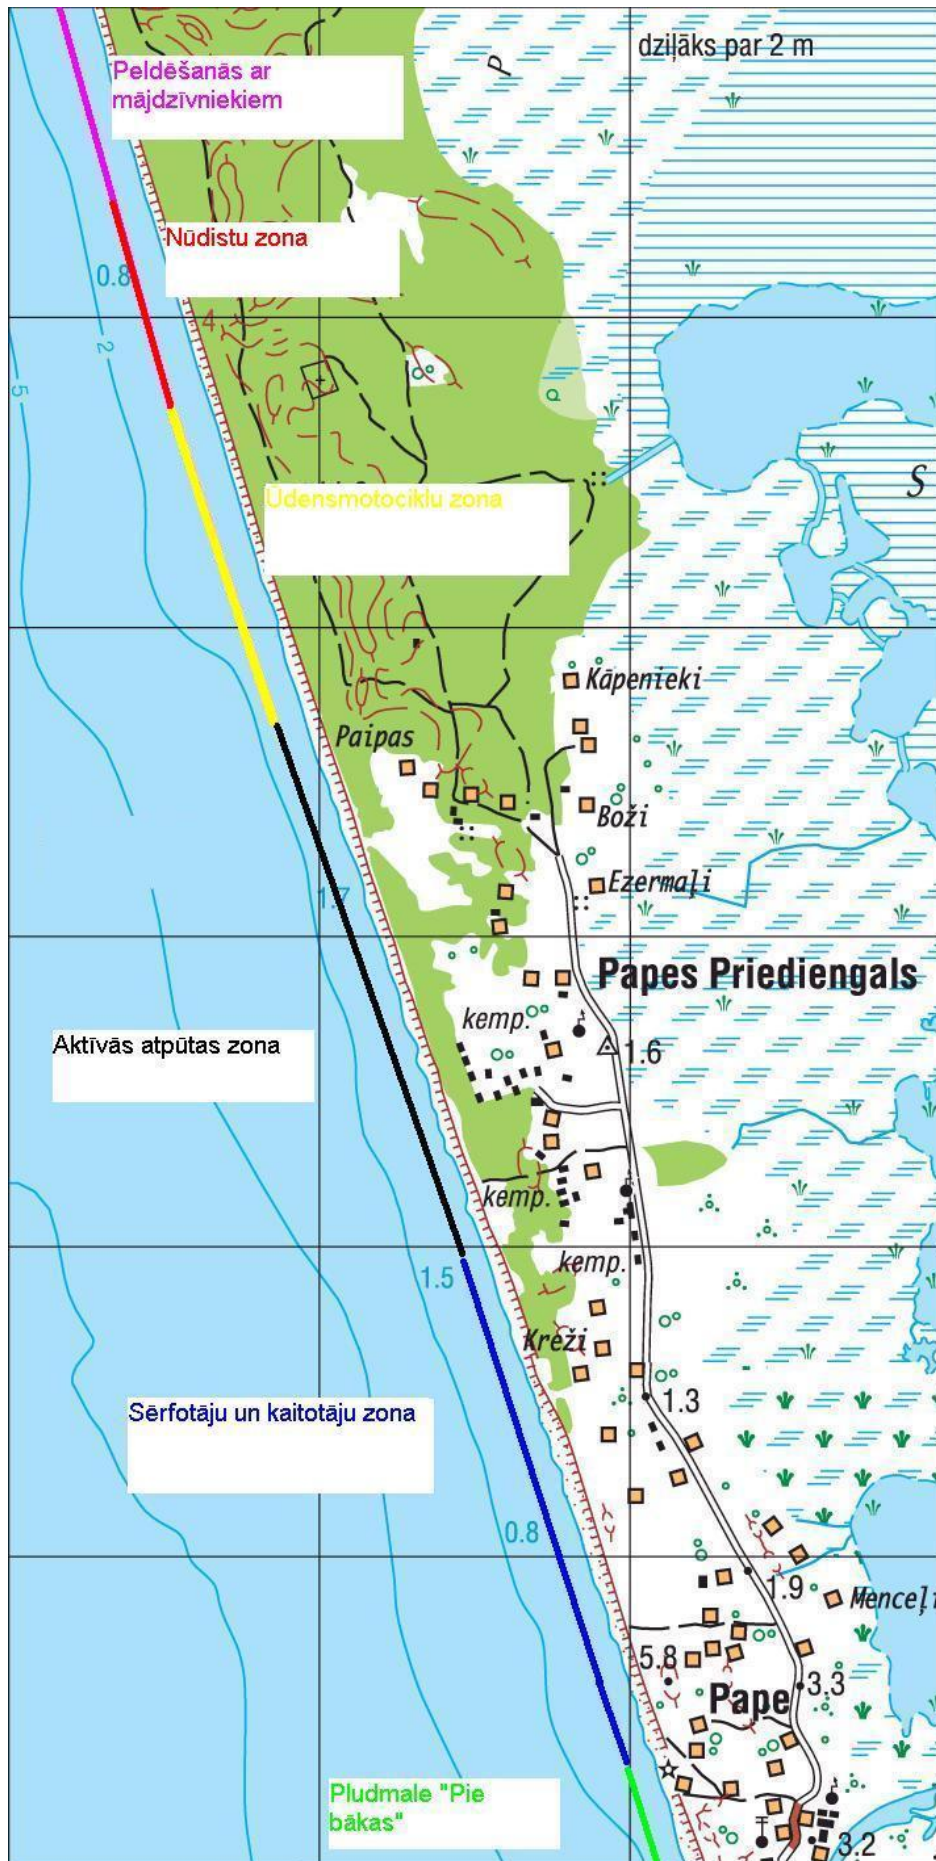 dziļāks par 2 m
P
Peldēšanās ar
mājdzīvniekiem
Nūdistu zona
0.8
4
2
5
S
Ūdensmotociklu zona
Kāpenieki
Paipas
Boži
Ezermaļi
1.7
Papes Priediengals
kemp.
1.6
Aktīvās atpūtas zona
kemp.
kemp.
1.5
Kreži
1.3
Sērfotāju un kaitotāju zona
0.8
1.9
Menceļi
5.8
3.3
Pape
Pludmale "Pie
bākas"
3.2